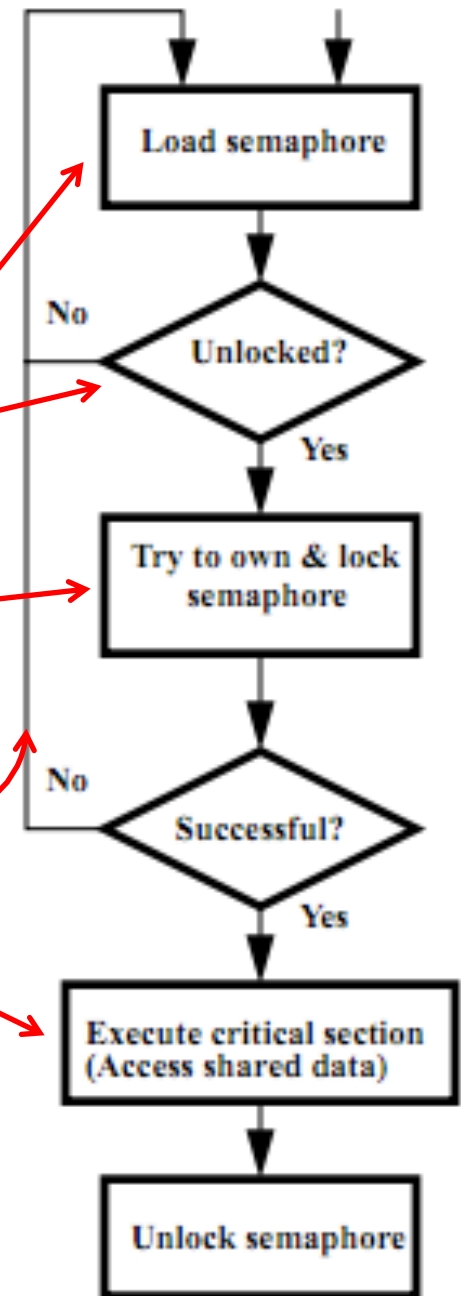 Load semaphore
No
Unlocked?
Yes
Try to own & lock
semaphore
No
Successful?
Yes
Execute critical section
(Access shared data)
Unlock semaphore